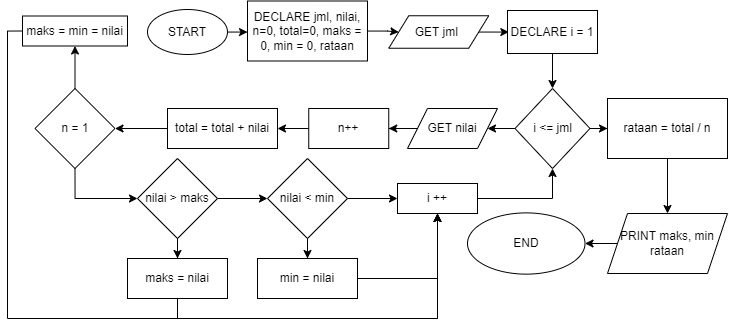 START
DECLARE jml, nilai,
n=0, total=0, maks =
0, min = 0, rataan
GET jml
DECLARE i = 1
maks = min = nilai
n = 1
total = total + nilai
n++
GET nilai
i <= jml
rataan = total / n
nilai > maks
nilai < min
i ++
maks = nilai
min = nilai
END
PRINT maks, min
rataan